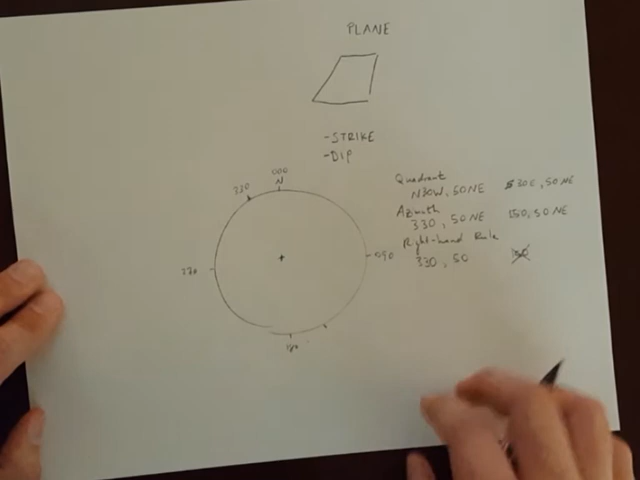 PLANE
-STRIKE
-DIP
000
N
330
270
090
180
Quadrant
N30W, 50NE S30E, 50NE
Azimuth
330, 50NE 150, 50NE
Right-hand Rule
330, 50